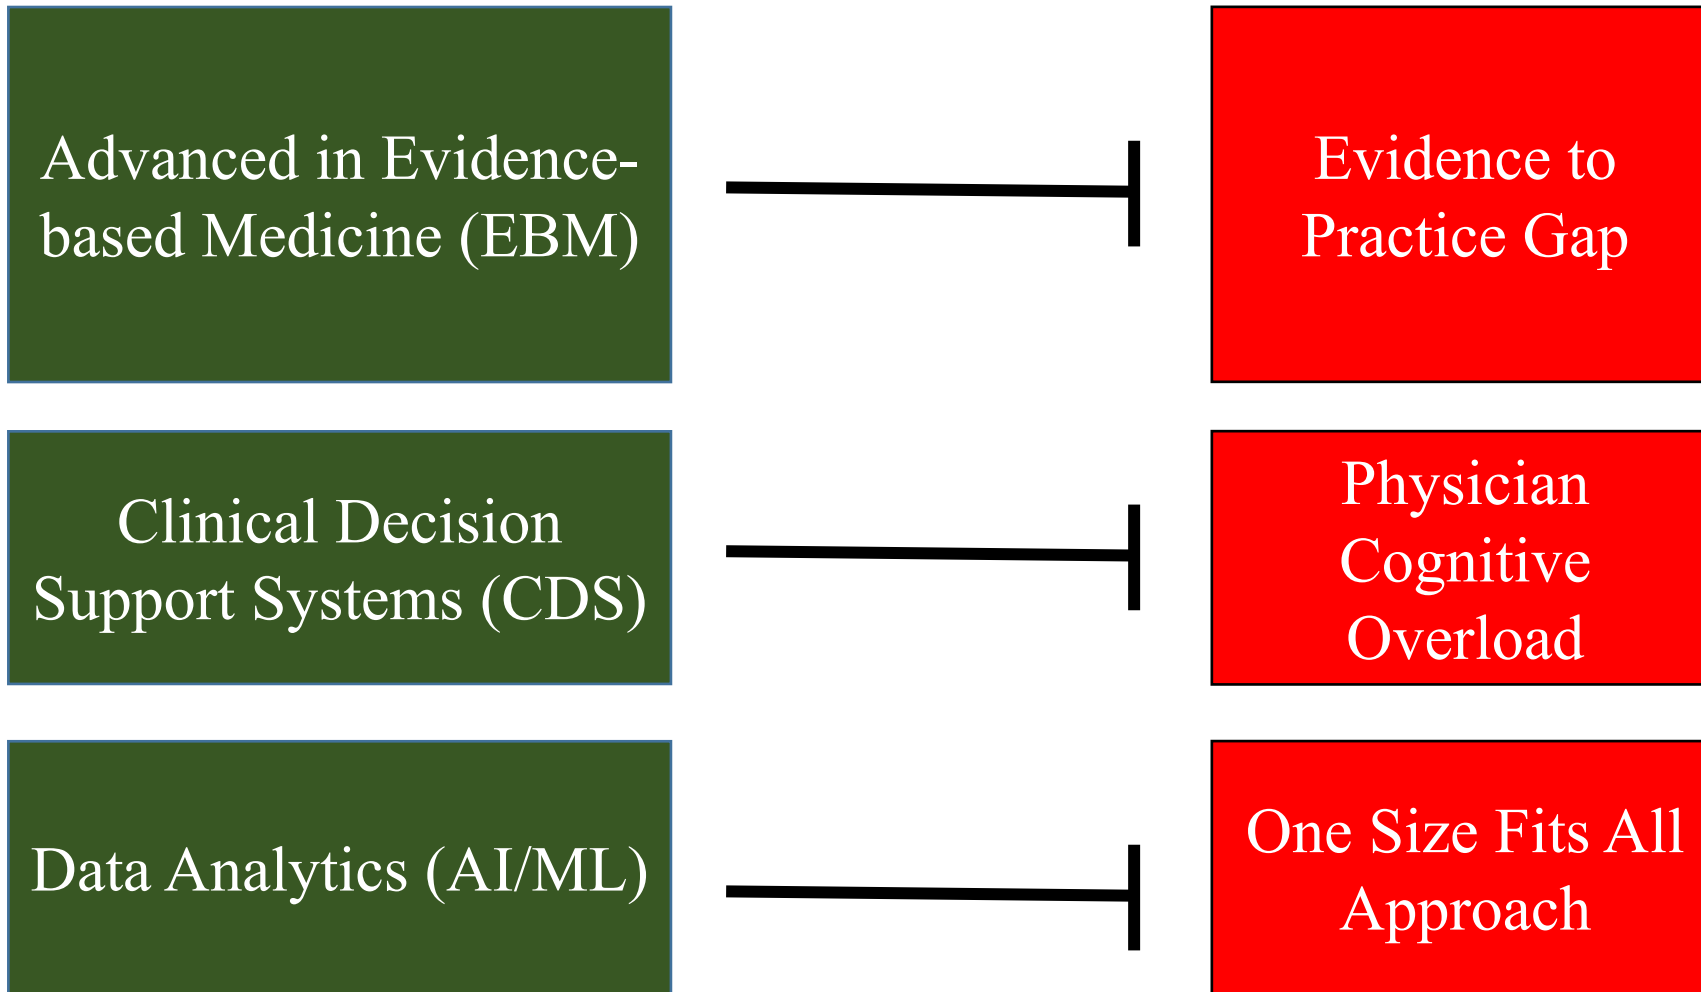 Advanced in Evidence-
based Medicine (EBM)
Evidence to
Practice Gap
Clinical Decision
Support Systems (CDS)
Physician
Cognitive
Overload
Data Analytics (AI/ML)
One Size Fits All
Approach